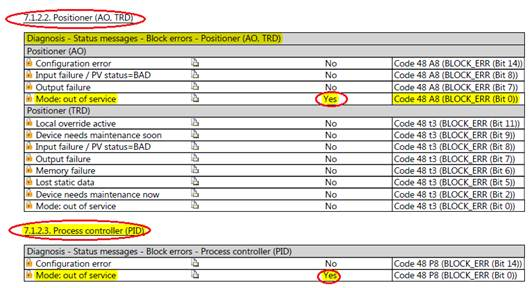 7.1.2.2. Positioner (AO, TRD)
Diagnosis - Status messages - Block errors - Positioner (AO, TRD)
Positioner (AO)
Configuration error No Code 48 A8 (BLOCK_ERR (Bit 14))
Input failure / PV status=BAD No Code 48 A8 (BLOCK_ERR (Bit 8))
Output failure No Code 48 A8 (BLOCK_ERR (Bit 7))
Mode: out of service Yes Code 48 A8 (BLOCK_ERR (Bit 0))
Positioner (TRD)
Local override active No Code 48 t3 (BLOCK_ERR (Bit 11))
Device needs maintenance soon No Code 48 t3 (BLOCK_ERR (Bit 9))
Input failure / PV status=BAD No Code 48 t3 (BLOCK_ERR (Bit 8))
Output failure No Code 48 t3 (BLOCK_ERR (Bit 7))
Memory failure No Code 48 t3 (BLOCK_ERR (Bit 6))
Lost static data No Code 48 t3 (BLOCK_ERR (Bit 5))
Device needs maintenance now No Code 48 t3 (BLOCK_ERR (Bit 2))
Mode: out of service No Code 48 t3 (BLOCK_ERR (Bit 0))
7.1.2.3. Process controller (PID)
Diagnosis - Status messages - Block errors - Process controller (PID)
Configuration error No Code 48 P8 (BLOCK_ERR (Bit 14))
Mode: out of service Yes Code 48 P8 (BLOCK_ERR (Bit 0))